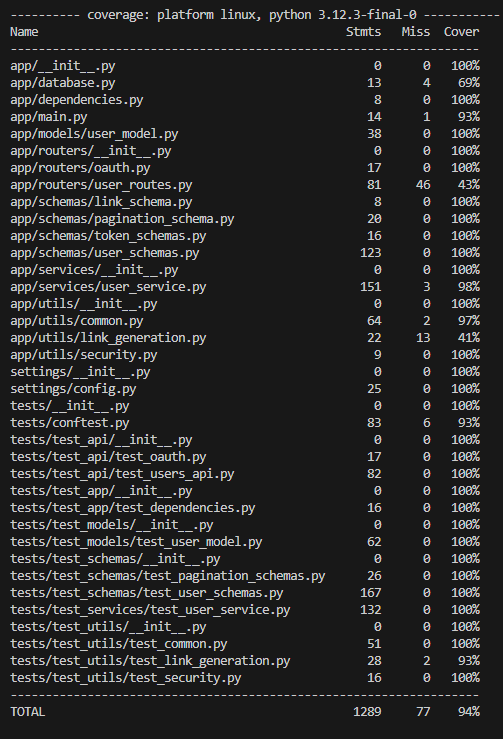 ----------- coverage: platform linux, python 3.12.3-final-0 -----------
Name                                          Stmts   Miss  Cover
-----------------------------------------------------------------
app/__init__.py                                   0      0   100%
app/database.py                                  13      4    69%
app/dependencies.py                               8      0   100%
app/main.py                                      14      1    93%
app/models/user_model.py                         38      0   100%
app/routers/__init__.py                           0      0   100%
app/routers/oauth.py                             17      0   100%
app/routers/user_routes.py                       81     46    43%
app/schemas/link_schema.py                        8      0   100%
app/schemas/pagination_schema.py                 20      0   100%
app/schemas/token_schemas.py                     16      0   100%
app/schemas/user_schemas.py                     123      0   100%
app/services/__init__.py                          0      0   100%
app/services/user_service.py                    151      3    98%
app/utils/__init__.py                             0      0   100%
app/utils/common.py                              64      2    97%
app/utils/link_generation.py                     22     13    41%
app/utils/security.py                             9      0   100%
settings/__init__.py                              0      0   100%
settings/config.py                               25      0   100%
tests/__init__.py                                 0      0   100%
tests/conftest.py                                83      6    93%
tests/test_api/__init__.py                        0      0   100%
tests/test_api/test_oauth.py                     17      0   100%
tests/test_api/test_users_api.py                 82      0   100%
tests/test_app/__init__.py                        0      0   100%
tests/test_app/test_dependencies.py              16      0   100%
tests/test_models/__init__.py                     0      0   100%
tests/test_models/test_user_model.py             62      0   100%
tests/test_schemas/__init__.py                    0      0   100%
tests/test_schemas/test_pagination_schemas.py    26      0   100%
tests/test_schemas/test_user_schemas.py         167      0   100%
tests/test_services/test_user_service.py        132      0   100%
tests/test_utils/__init__.py                      0      0   100%
tests/test_utils/test_common.py                  51      0   100%
tests/test_utils/test_link_generation.py         28      2    93%
tests/test_utils/test_security.py                16      0   100%
-----------------------------------------------------------------
TOTAL                                          1289     77    94%